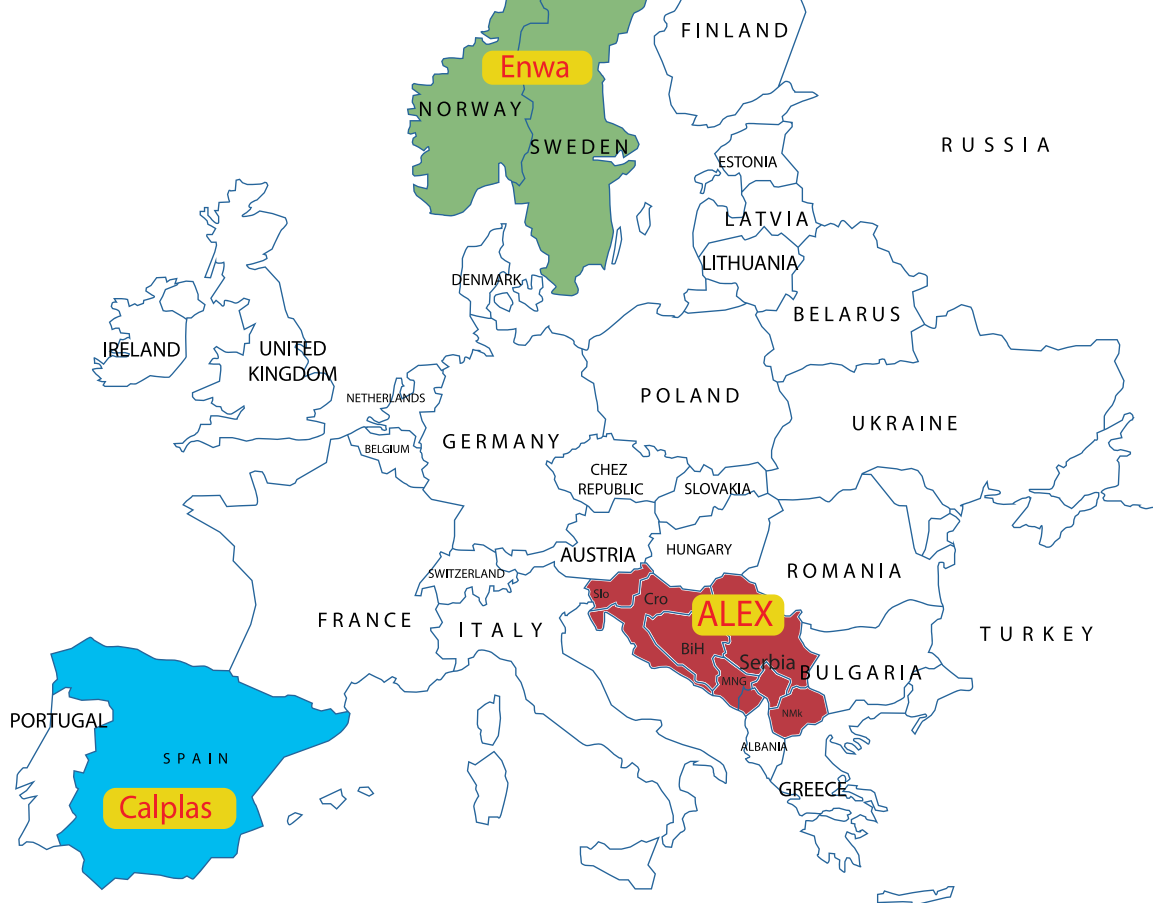 FINLAND
Enwa
NORWAY
SWEDEN
RUSSIA
ESTONIA
LATVIA
LITHUANIA
DENMARK
BELARUS
IRELAND
UNITED
KINGDOM
NETHERLANDS
POLAND
UKRAINE
GERMANY
BELGIUM
CHEZ
REPUBLIC
SLOVAKIA
AUSTRIA
HUNGARY
SWITZERLAND
ROMANIA
Slo
Cro
ALEX
FRANCE
ITALY
TURKEY
BiH
Serbia
BULGARIA
MNG
NMk
PORTUGAL
ALBANIA
SPAIN
GREECE
Calplas